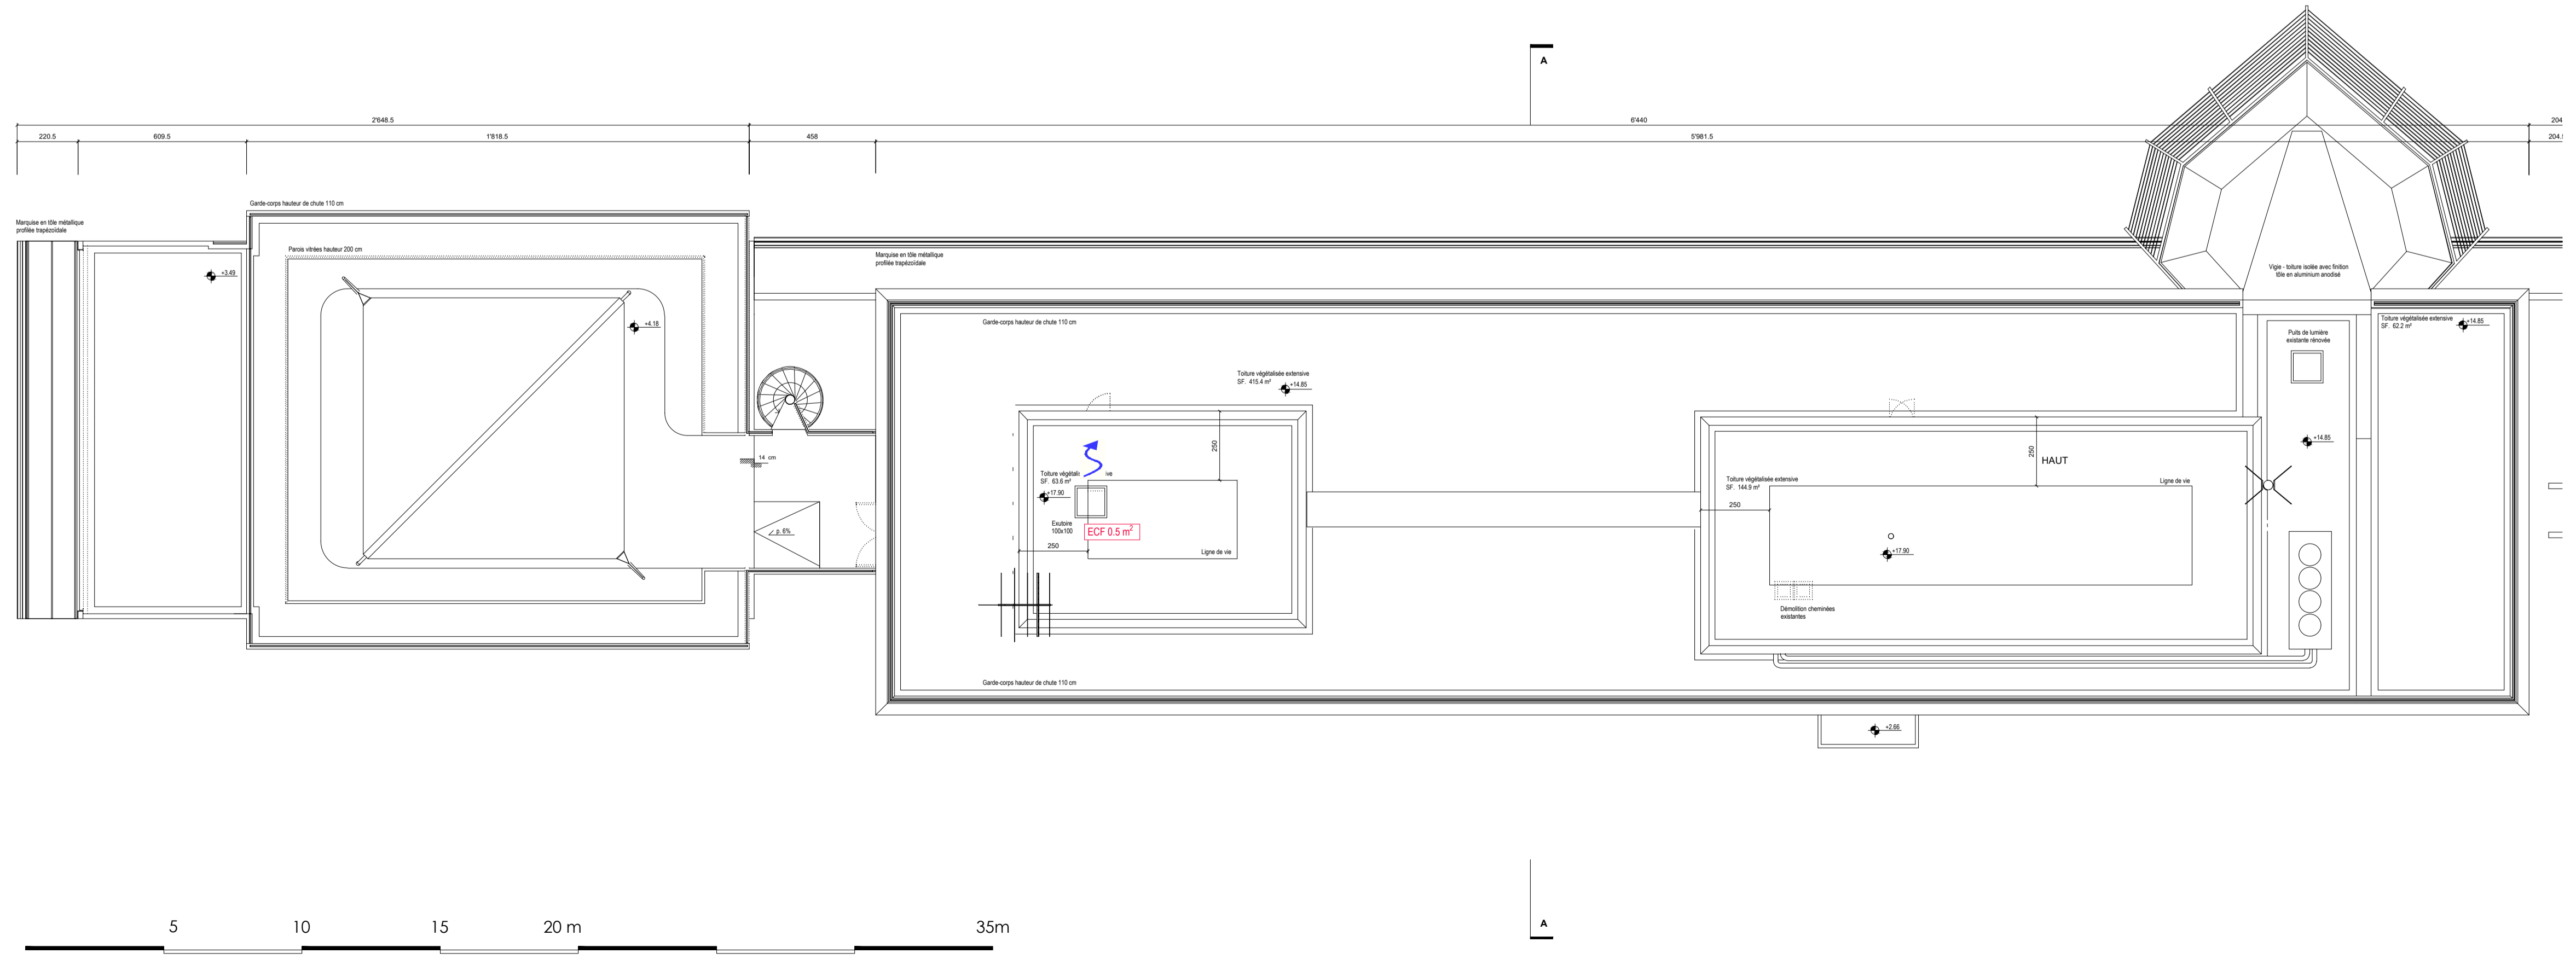 A
2'648.5
6'440
204
220.5
609.5
1'818.5
458
5'981.5
204.5
Garde-corps hauteur de chute 110 cm
Marquise en tôle métallique
profilée trapézoïdale
Parois vitrées hauteur 200 cm
Marquise en tôle métallique
profilée trapézoïdale
+3.49
+4.18
Vigie - toiture isolée avec finition
tôle en aluminium anodisé
Garde-corps hauteur de chute 110 cm
Toiture végétalisée extensive
SF. 62.2 m²
+14.85
Puits de lumière
existante rénovée
Toiture végétalisée extensive
SF. 415.4 m²
+14.85
250
250
HAUT
+14.85
14 cm
Toiture végétali
ive
SF. 63.6 m²
+17.90
Toiture végétalisée extensive
SF. 144.9 m²
Ligne de vie
250
Exutoire
100x100
ECF 0.5 m²
p. 6%
250
Ligne de vie
+17.90
Démolition cheminées
existantes
Garde-corps hauteur de chute 110 cm
+2.66
A
5
10
15
20 m
35m